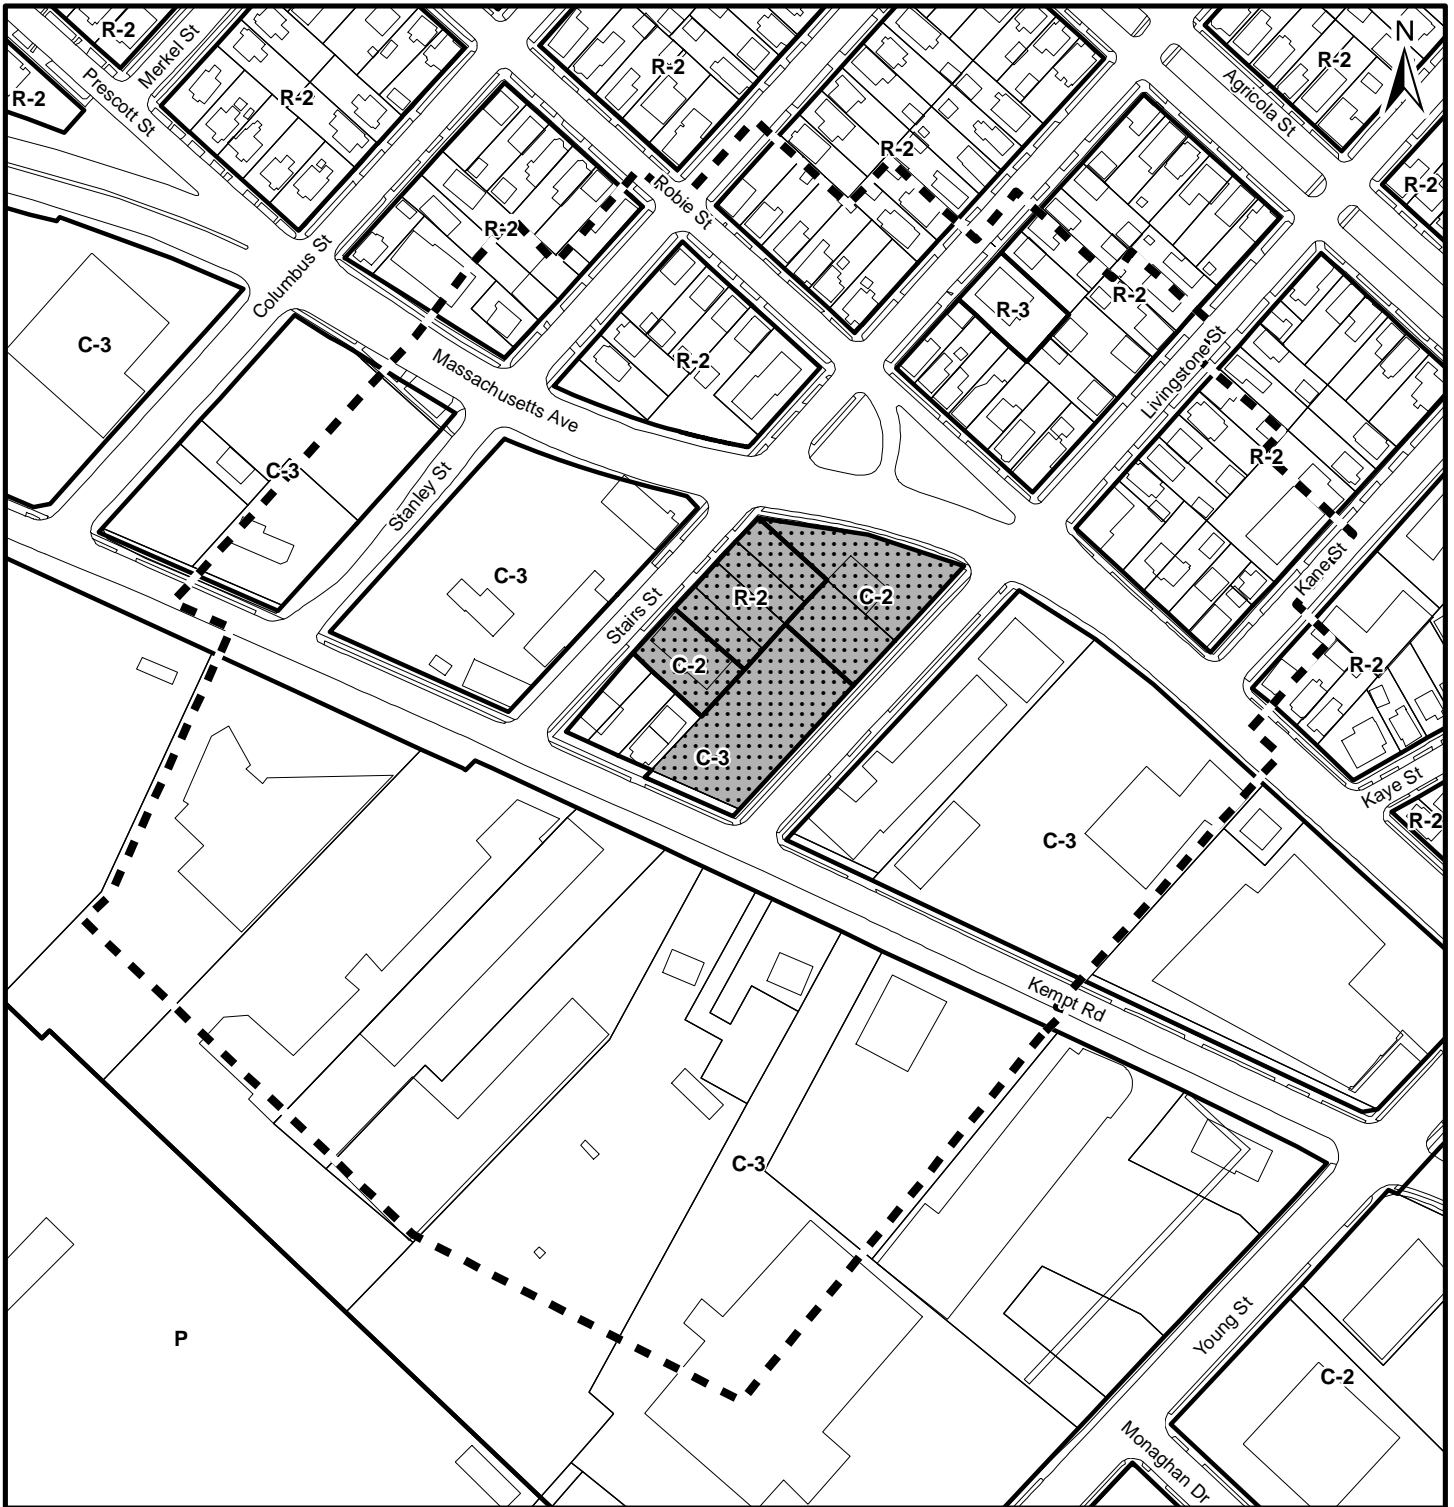 R-2
Merkel St
N
R-2
R-2
Agricola St
R-2
R-2
Prescott St
R-2
R-2
Robie St
R-2
Columbus St
R-2
R-2
R-3
C-3
Livingstone St
Massachusetts Ave
R-2
R-2
C-3
Stanley St
Kane St
C-3
Stairs St
R-2
C-2
C-2
R-2
C-3
Kaye St
R-2
C-3
Kempt Rd
C-3
Young St
P
C-2
Monaghan Dr